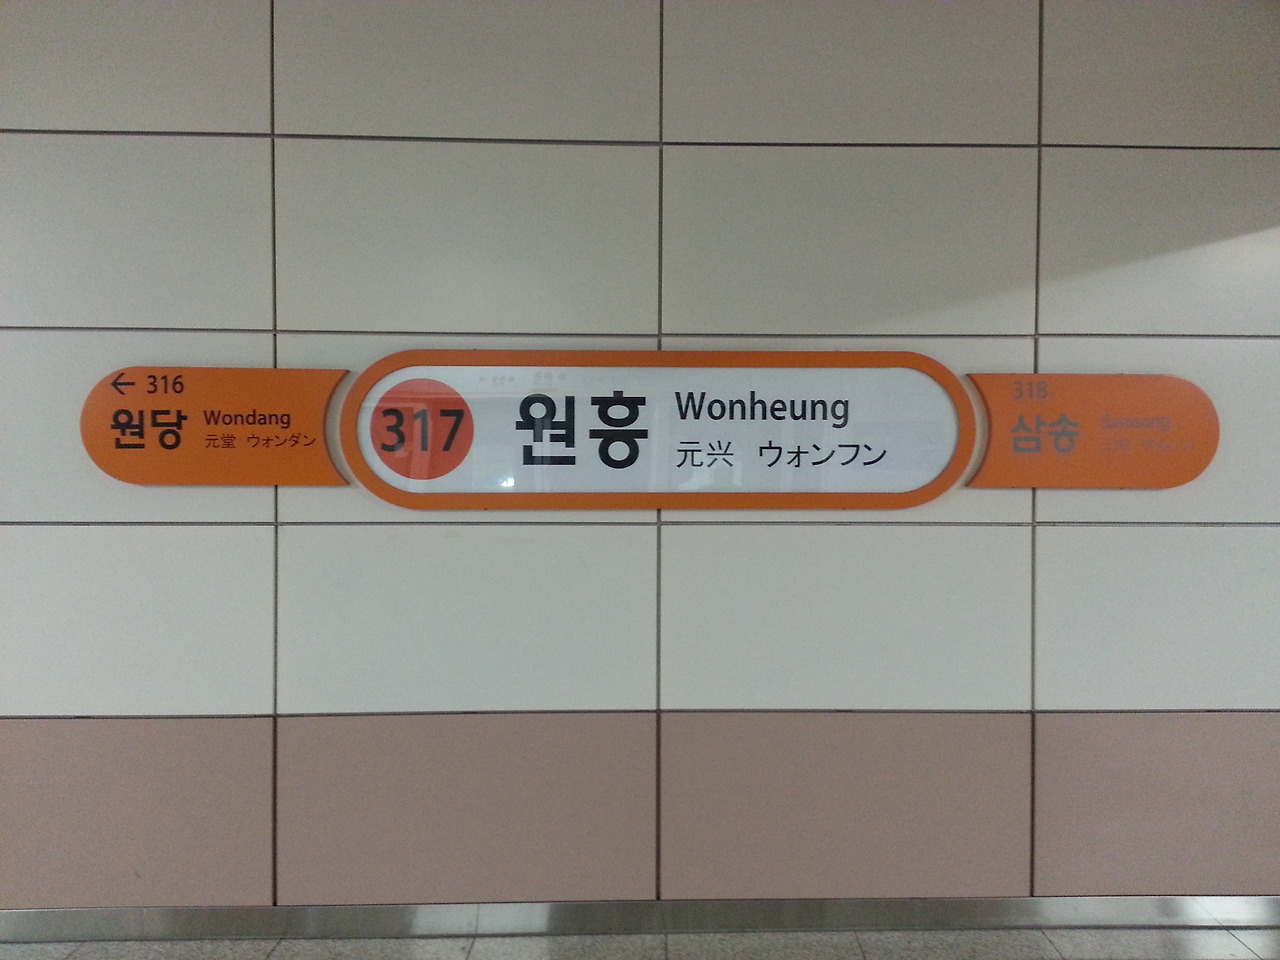 ← 316
원당 Wondang
元堂 ウォンダン
317
원흥 Wonheung
元兴 ウォンフン
318
삼송 Samsong